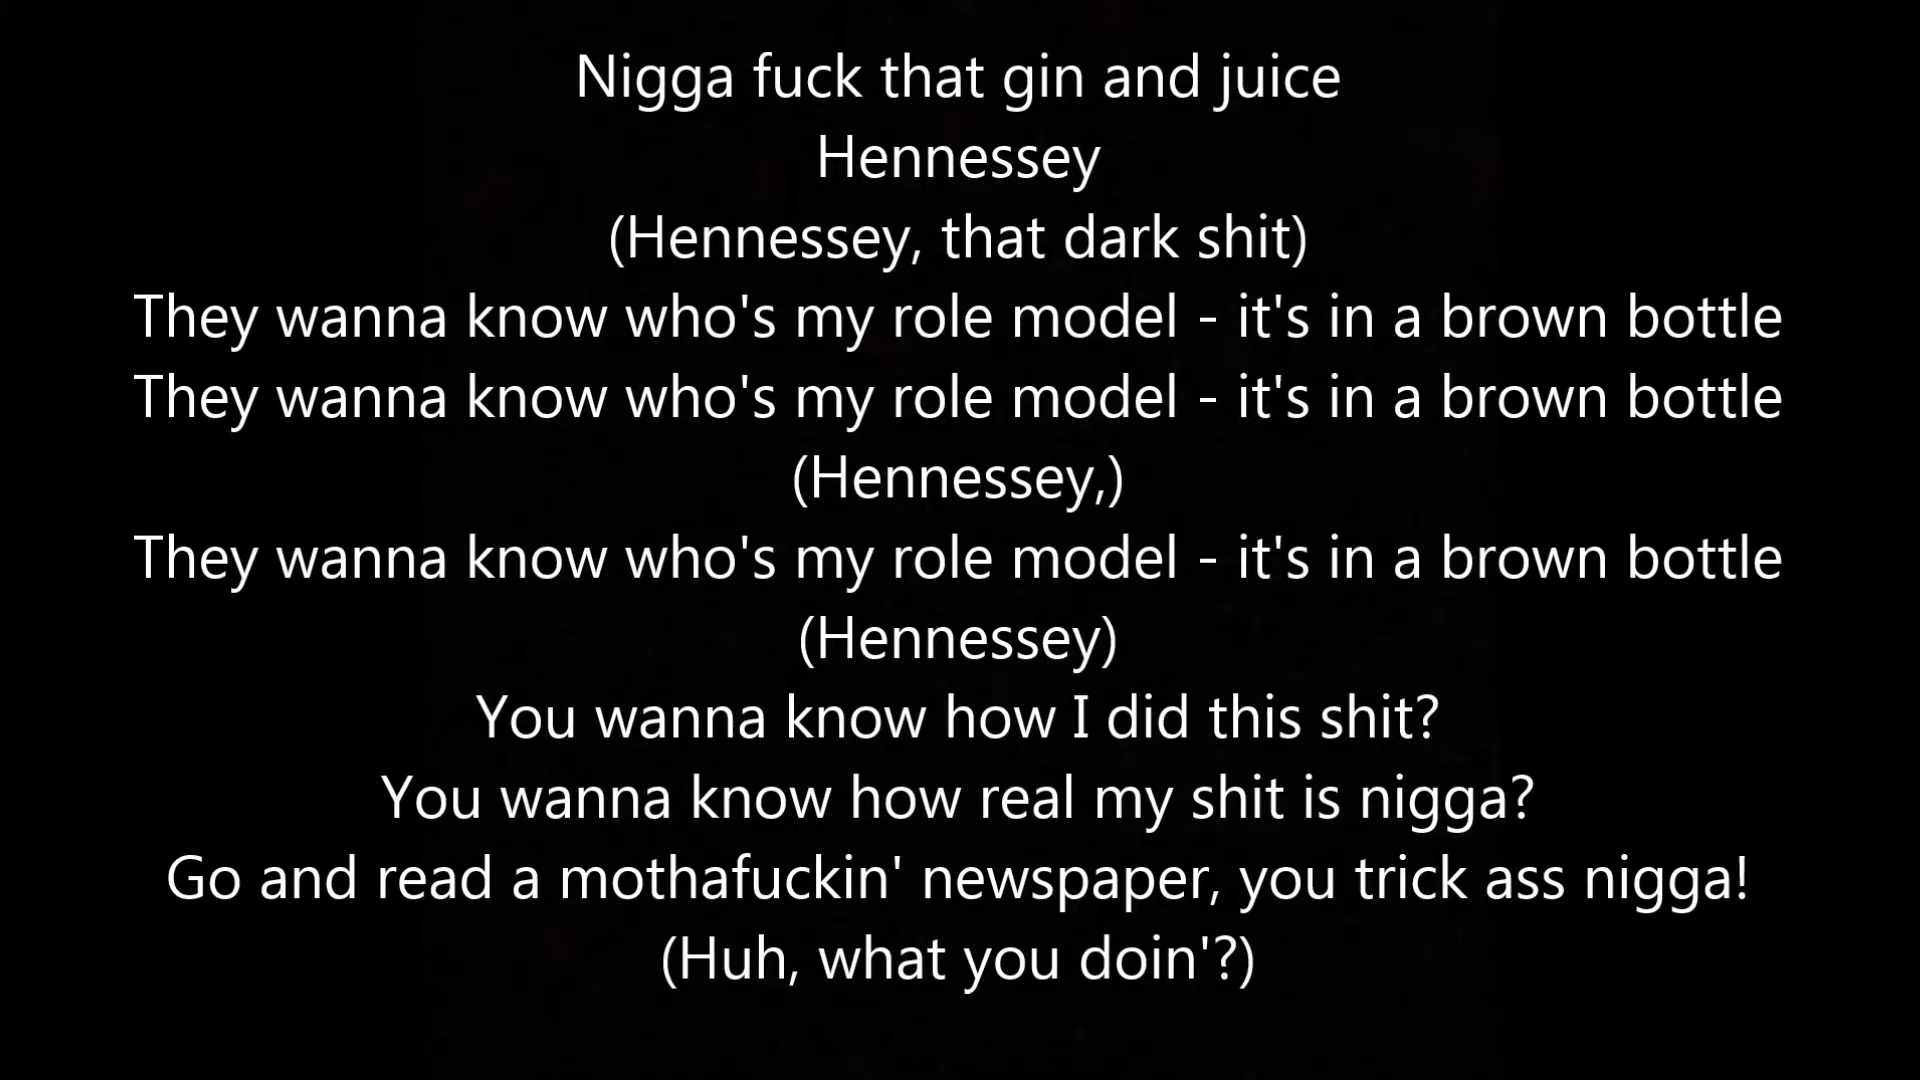 Nigga fuck that gin and juice
Hennessey
(Hennessey, that dark shit)
They wanna know who's my role model - it's in a brown bottle
They wanna know who's my role model - it's in a brown bottle
(Hennessey,)
They wanna know who's my role model - it's in a brown bottle
(Hennessey)
You wanna know how I did this shit?
You wanna know how real my shit is nigga?
Go and read a mothafuckin' newspaper, you trick ass nigga!
(Huh, what you doin'?)